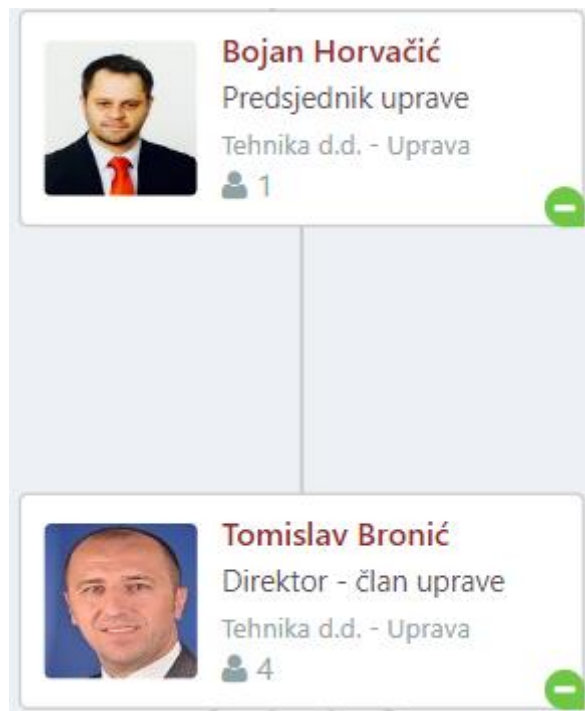 Bojan Horvačić
Predsjednik uprave
Tehnika d.d. - Uprava
1
Tomislav Bronić
Direktor - član uprave
Tehnika d.d. - Uprava
4